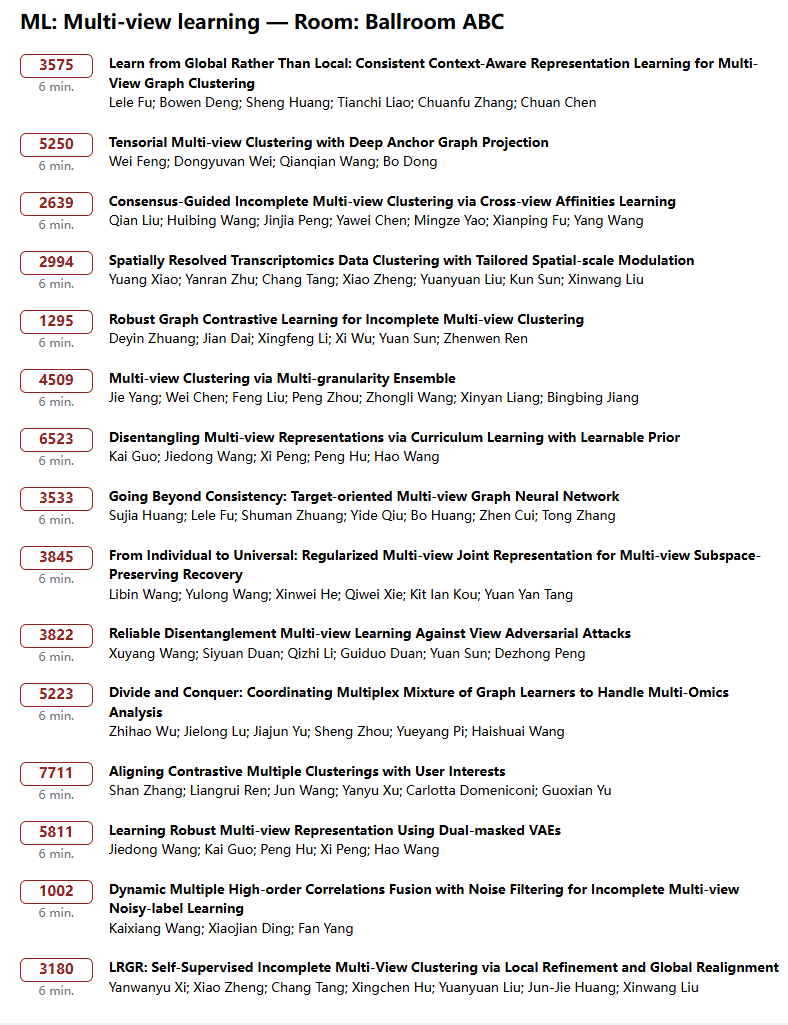 ML: Multi-view learning — Room: Ballroom ABC
3575
6 min.
Learn from Global Rather Than Local: Consistent Context-Aware Representation Learning for Multi-
View Graph Clustering
Lele Fu; Bowen Deng; Sheng Huang; Tianchi Liao; Chuanfu Zhang; Chuan Chen
5250
6 min.
Tensorial Multi-view Clustering with Deep Anchor Graph Projection
Wei Feng; Dongyuvan Wei; Qianqian Wang; Bo Dong
2639
6 min.
Consensus-Guided Incomplete Multi-view Clustering via Cross-view Affinities Learning
Qian Liu; Huibing Wang; Jinjia Peng; Yawei Chen; Mingze Yao; Xianping Fu; Yang Wang
2994
6 min.
Spatially Resolved Transcriptomics Data Clustering with Tailored Spatial-scale Modulation
Yuang Xiao; Yanran Zhu; Chang Tang; Xiao Zheng; Yuanyuan Liu; Kun Sun; Xinwang Liu
1295
6 min.
Robust Graph Contrastive Learning for Incomplete Multi-view Clustering
Deyin Zhuang; Jian Dai; Xingfeng Li; Xi Wu; Yuan Sun; Zhenwen Ren
4509
6 min.
Multi-view Clustering via Multi-granularity Ensemble
Jie Yang; Wei Chen; Feng Liu; Peng Zhou; Zhongli Wang; Xinyan Liang; Bingbing Jiang
6523
6 min.
Disentangling Multi-view Representations via Curriculum Learning with Learnable Prior
Kai Guo; Jiedong Wang; Xi Peng; Peng Hu; Hao Wang
3533
6 min.
Going Beyond Consistency: Target-oriented Multi-view Graph Neural Network
Sujia Huang; Lele Fu; Shuman Zhuang; Yide Qiu; Bo Huang; Zhen Cui; Tong Zhang
3845
6 min.
From Individual to Universal: Regularized Multi-view Joint Representation for Multi-view Subspace-
Preserving Recovery
Libin Wang; Yulong Wang; Xinwei He; Qiwei Xie; Kit Ian Kou; Yuan Yan Tang
3822
6 min.
Reliable Disentanglement Multi-view Learning Against View Adversarial Attacks
Xuyang Wang; Siyuan Duan; Qizhi Li; Guiduo Duan; Yuan Sun; Dezhong Peng
5223
6 min.
Divide and Conquer: Coordinating Multiplex Mixture of Graph Learners to Handle Multi-Omics
Analysis
Zhihao Wu; Jielong Lu; Jiajun Yu; Sheng Zhou; Yueyang Pi; Haishuai Wang
7711
6 min.
Aligning Contrastive Multiple Clusterings with User Interests
Shan Zhang; Liangrui Ren; Jun Wang; Yanyu Xu; Carlotta Domeniconi; Guoxian Yu
5811
6 min.
Learning Robust Multi-view Representation Using Dual-masked VAEs
Jiedong Wang; Kai Guo; Peng Hu; Xi Peng; Hao Wang
1002
6 min.
Dynamic Multiple High-order Correlations Fusion with Noise Filtering for Incomplete Multi-view
Noisy-label Learning
Kaixiang Wang; Xiaojian Ding; Fan Yang
3180
6 min.
LRGR: Self-Supervised Incomplete Multi-View Clustering via Local Refinement and Global Realignment
Yanwanyu Xi; Xiao Zheng; Chang Tang; Xingchen Hu; Yuanyuan Liu; Jun-Jie Huang; Xinwang Liu